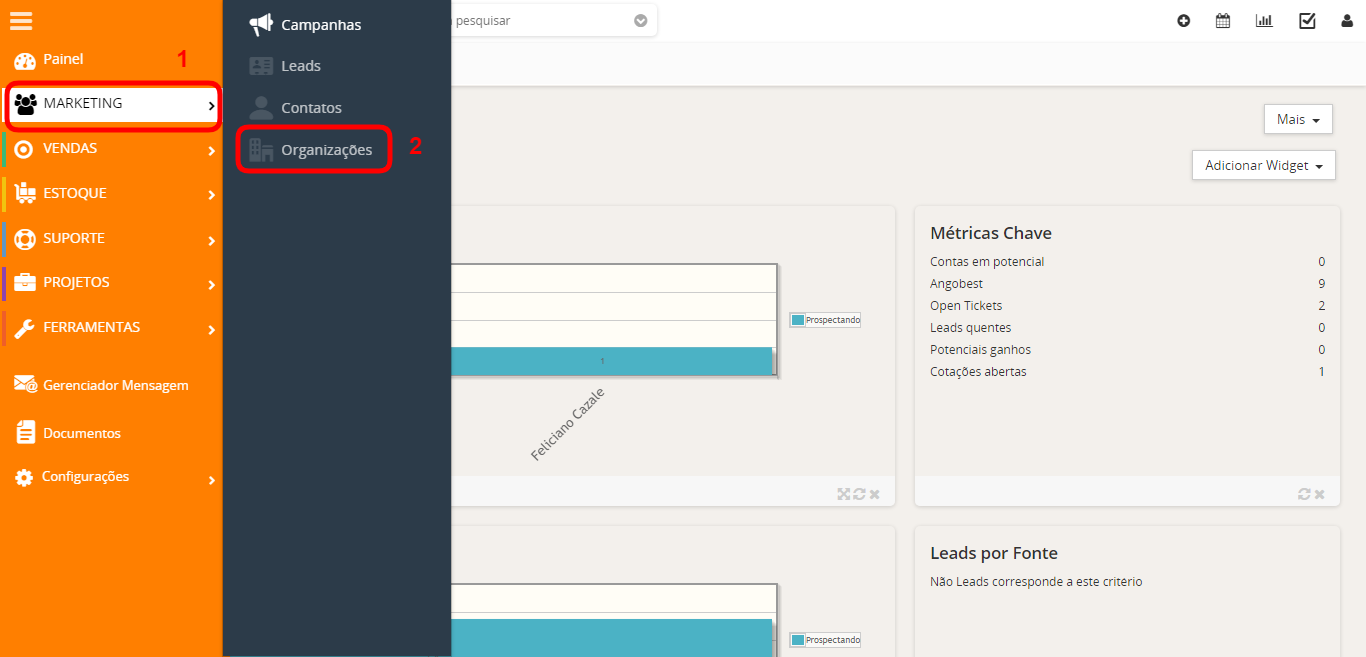 pesquisar
Painel
1
MARKETING
VENDAS
ESTOQUE
SUPORTE
PROJETOS
FERRAMENTAS
Gerenciador Mensagem
Documentos
Configurações
Campanhas
Leads
Contatos
Organizações
2
Mais
Adicionar Widget
1
Feliciano Cazale
Prospectando
Métricas Chave
Contas em potencial 0
Angobest 9
Open Tickets 2
Leads quentes 0
Potenciais ganhos 0
Cotações abertas 1
Prospectando
Leads por Fonte
Não Leads corresponde a este critério